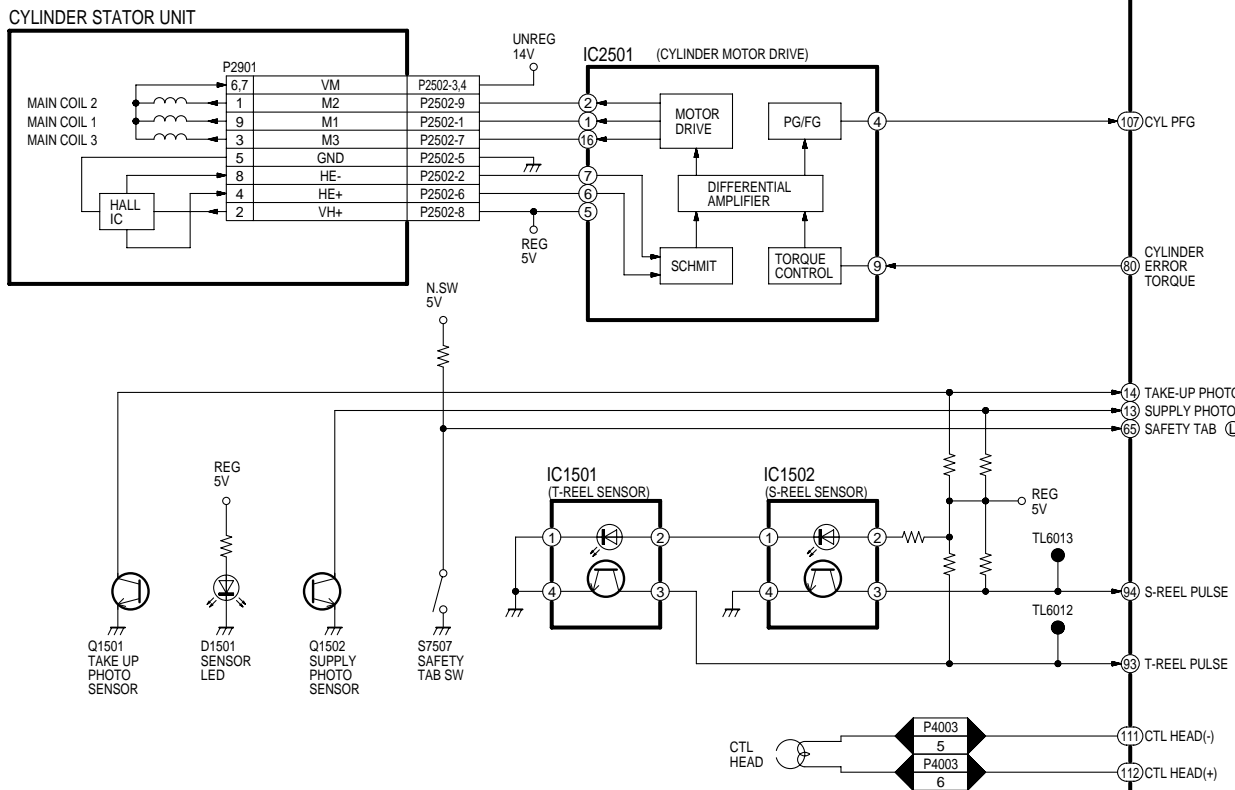 CYLINDER STATOR UNIT
UNREG
14V
IC2501 (CYLINDER MOTOR DRIVE)
P2901
6,7 VM P2502-3,4
MAIN COIL 2 1 M2 P2502-9 2
MAIN COIL 1 9 M1 P2502-1 1
MAIN COIL 3 3 M3 P2502-7 16
5 GND P2502-5
8 HE- P2502-2 7
4 HE+ P2502-6 6
2 VH+ P2502-8 5
HALL
IC
REG
5V
MOTOR
DRIVE
PG/FG
4
107 CYL PFG
DIFFERENTIAL
AMPLIFIER
SCHMIT
TORQUE
CONTROL
9
80
CYLINDER
ERROR
TORQUE
N.SW
5V
14 TAKE-UP PHOTO
13 SUPPLY PHOTO
65 SAFETY TAB L
REG
5V
IC1501
(T-REEL SENSOR)
1 2
4 3
IC1502
(S-REEL SENSOR)
1 2
4 3
REG
5V
TL6013
94 S-REEL PULSE
TL6012
93 T-REEL PULSE
Q1501
TAKE UP
PHOTO
SENSOR
D1501
SENSOR
LED
Q1502
SUPPLY
PHOTO
SENSOR
S7507
SAFETY
TAB SW
CTL
HEAD
P4003
5
111 CTL HEAD(-)
P4003
6
112 CTL HEAD(+)